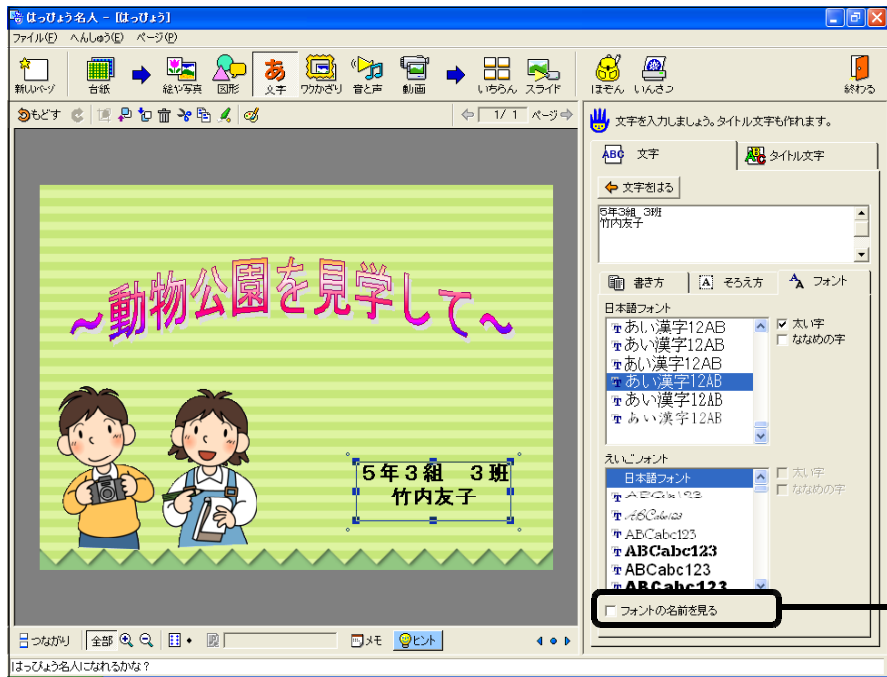 はっぴょう名人 - [はっぴょう]
ファイル(F) へんしゅう(E) ページ(P)
新しいページ 台紙 絵や写真 図形 文字 ワクかざり 音と声 動画 いちらん スライド ほぞん いんさつ 終わる
もどす 1/ 1 ページ
文字を入力しましょう。タイトル文字も作れます。
ABC 文字 タイトル文字
文字をはる
5年3組 3班
竹内友子
書き方 そろえ方 フォント
日本語フォント
あい漢字12AB
あい漢字12AB
あい漢字12AB
あい漢字12AB
あい漢字12AB
あい漢字12AB
太い字
ななめの字
えいごフォント
日本語フォント
ABCabc123
ABCabc123
ABCabc123
ABCabc123
ABCabc123
ABCabc123
太い字
ななめの字
フォントの名前を見る
~動物公園を見学して~
5年3組 3班
竹内友子
つながり 全部 メモ ヒント
はっぴょう名人になれるかな?